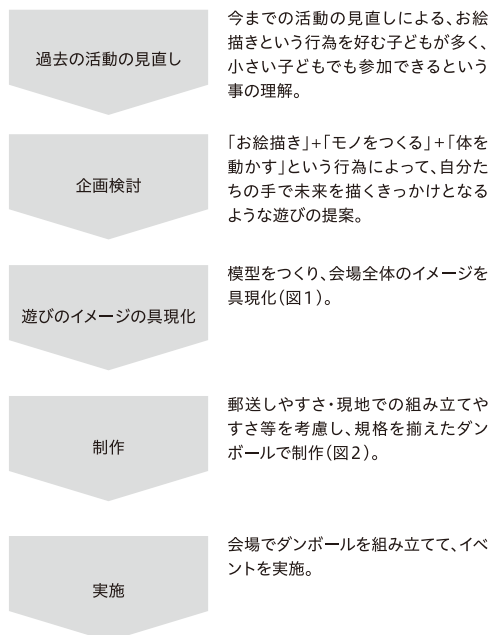 過去の活動の見直し
今までの活動の見直しによる、お絵
描きという行為を好む子どもが多く、
小さい子どもでも参加できるという
事の理解。
企画検討
「お絵描き」+「モノをつくる」+「体を
動かす」という行為によって、自分た
ちの手で未来を描くきっかけとなる
ような遊びの提案。
遊びのイメージの具現化
模型をつくり、会場全体のイメージを
具現化(図1)。
制作
郵送しやすさ・現地での組み立てや
すさ等を考慮し、規格を揃えたダン
ボールで制作(図2)。
実施
会場でダンボールを組み立てて、イベ
ントを実施。